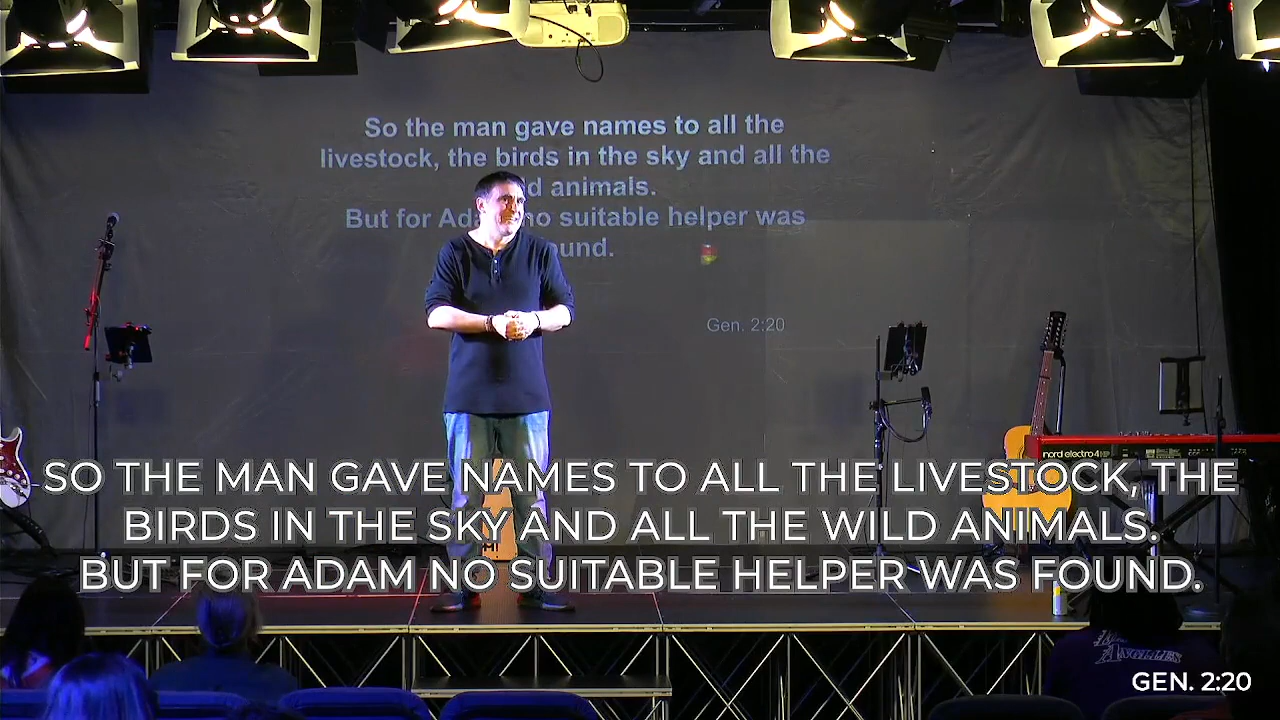 So the man gave names to all the
livestock, the birds in the sky and all the
d animals.
But for Ad no suitable helper was
ound.
Gen. 2:20
nord electro 4 HP
SO THE MAN GAVE NAMES TO ALL THE LIVESTOCK, THE
BIRDS IN THE SKY AND ALL THE WILD ANIMALS.
BUT FOR ADAM NO SUITABLE HELPER WAS FOUND.
GEN. 2:20